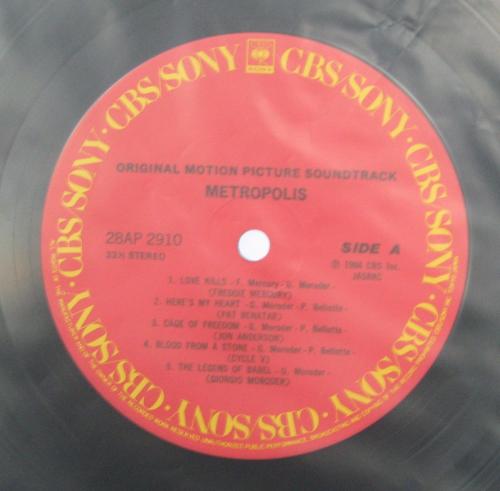 CBS/SONY · CBS/SONY · CBS/SONY · CBS/SONY · CBS/SONY · CBS/SONY
ORIGINAL MOTION PICTURE SOUNDTRACK
METROPOLIS
28AP 2910
33⅓ STEREO
SIDE A
℗ 1984 CBS Inc.
JASRAC
1. LOVE KILLS - F. Mercury - G. Moroder -
(FREDDIE MERCURY)
2. HERE'S MY HEART - G. Moroder - P. Bellotte -
(PAT BENATAR)
3. CAGE OF FREEDOM - G. Moroder - P. Bellotte -
(JON ANDERSON)
4. BLOOD FROM A STONE - G. Moroder - P. Bellotte -
(CYCLE V)
5. THE LEGEND OF BABEL - G. Moroder -
(GIORGIO MORODER)